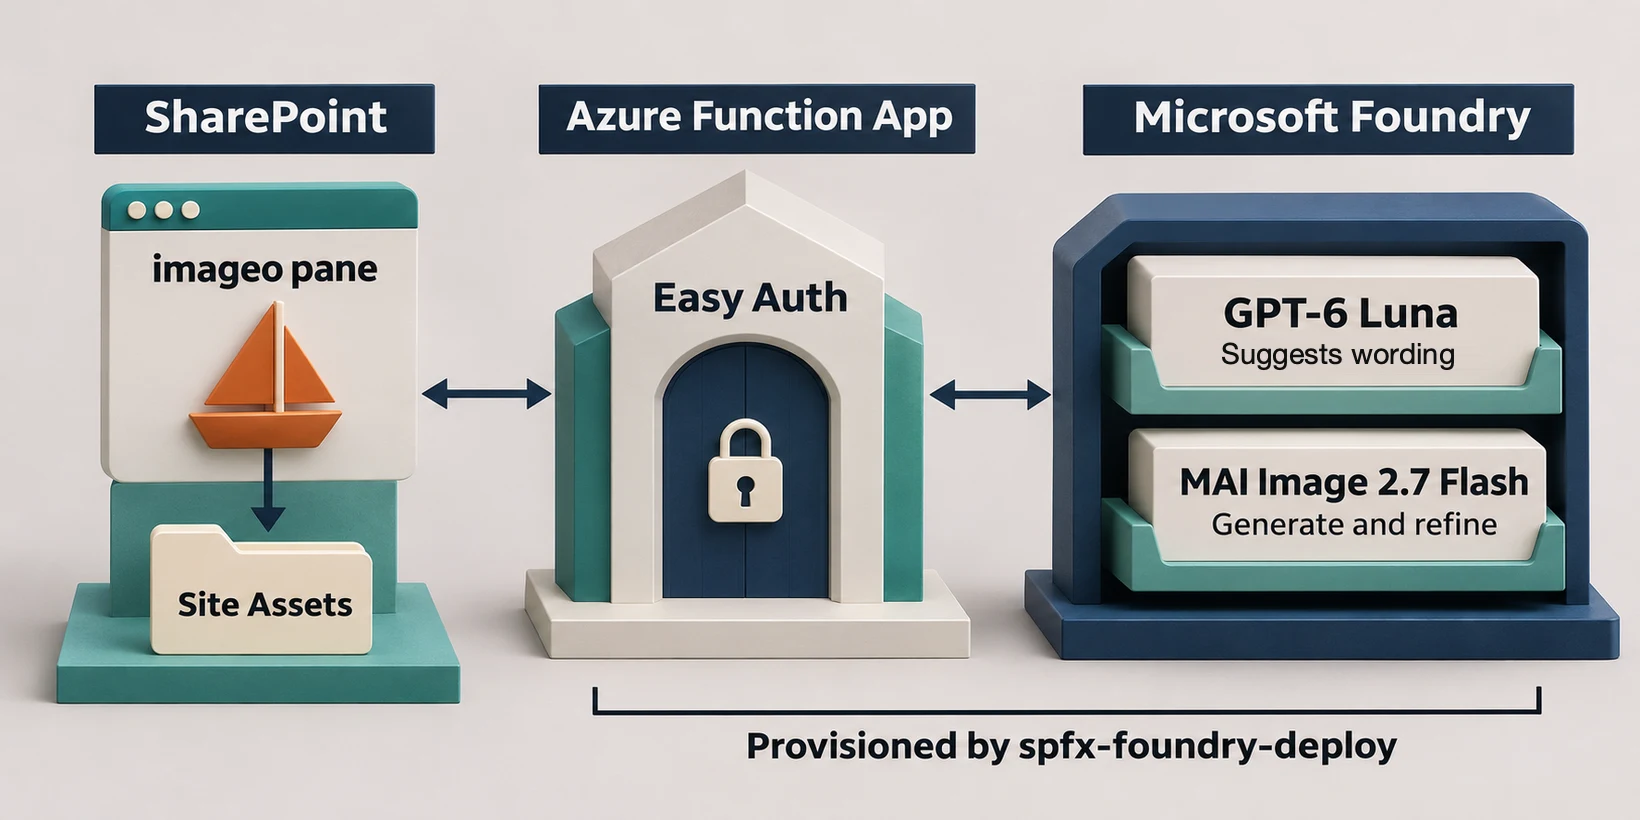 SharePoint
Azure Function App
Microsoft Foundry
imageo pane
Site Assets
Easy Auth
GPT-6 Luna
Suggests wording
MAI Image 2.7 Flash
Generate and refine
Provisioned by spfx-foundry-deploy